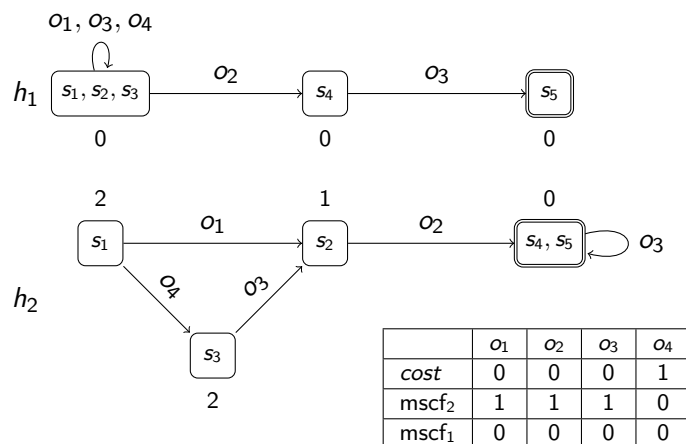 o₁, o₃, o₄
h₁ s₁, s₂, s₃ o₂ s₄ o₃ s₅
0 0 0
2 1 0
s₁ o₁ s₂ o₂ s₄, s₅ o₃
h₂ o₄ o₃
s₃
2
o₁ o₂ o₃ o₄
cost 0 0 0 1
mscf₂ 1 1 1 0
mscf₁ 0 0 0 0